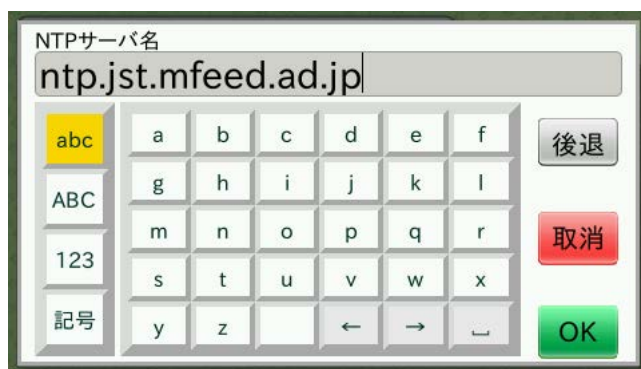 NTPサーバ名
ntp.jst.mfeed.ad.jp
abc a b c d e f 後退
ABC g h i j k l
m n o p q r 取消
123 s t u v w x
記号 y z ← → ⎵ OK